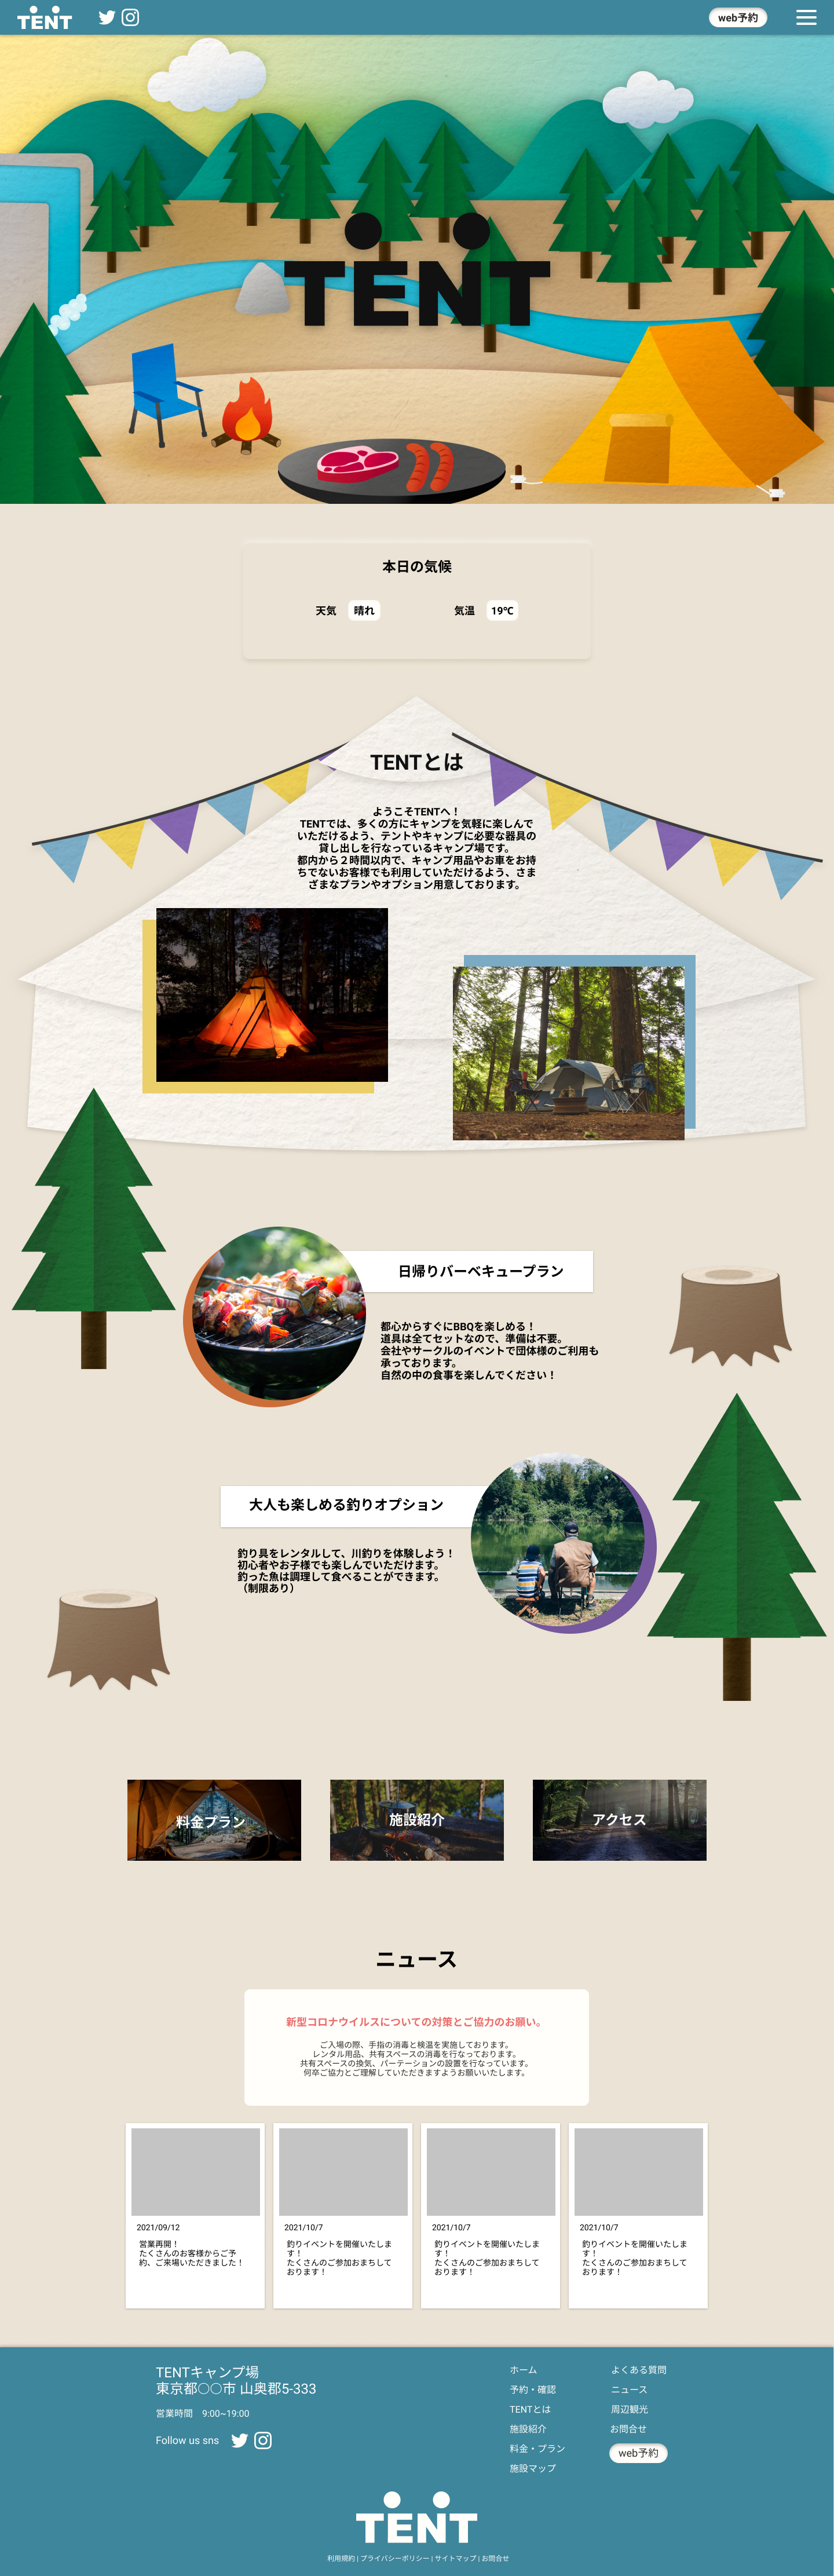 TENT
web予約
TENT
本日の気候
天気 晴れ 気温 19℃
TENTとは
ようこそTENTへ！
TENTでは、多くの方にキャンプを気軽に楽しんで
いただけるよう、テントやキャンプに必要な器具の
貸し出しを行なっているキャンプ場です。
都内から２時間以内で、キャンプ用品やお車をお持
ちでないお客様でも利用していただけるよう、さま
ざまなプランやオプション用意しております。
日帰りバーベキュープラン
都心からすぐにBBQを楽しめる！
道具は全てセットなので、準備は不要。
会社やサークルのイベントで団体様のご利用も
承っております。
自然の中の食事を楽しんでください！
大人も楽しめる釣りオプション
釣り具をレンタルして、川釣りを体験しよう！
初心者やお子様でも楽しんでいただけます。
釣った魚は調理して食べることができます。
（制限あり）
料金プラン
施設紹介
アクセス
ニュース
新型コロナウイルスについての対策とご協力のお願い。
ご入場の際、手指の消毒と検温を実施しております。
レンタル用品、共有スペースの消毒を行なっております。
共有スペースの換気、パーテーションの設置を行なっています。
何卒ご協力とご理解していただきますようお願いいたします。
2021/09/12
営業再開！
たくさんのお客様からご予
約、ご来場いただきました！
2021/10/7
釣りイベントを開催いたしま
す！
たくさんのご参加おまちして
おります！
2021/10/7
釣りイベントを開催いたしま
す！
たくさんのご参加おまちして
おります！
2021/10/7
釣りイベントを開催いたしま
す！
たくさんのご参加おまちして
おります！
TENTキャンプ場
東京都〇〇市 山奥郡5-333
営業時間 9:00~19:00
Follow us sns
ホーム
予約・確認
TENTとは
施設紹介
料金・プラン
施設マップ
よくある質問
ニュース
周辺観光
お問合せ
web予約
TENT
利用規約 | プライバシーポリシー | サイトマップ | お問合せ